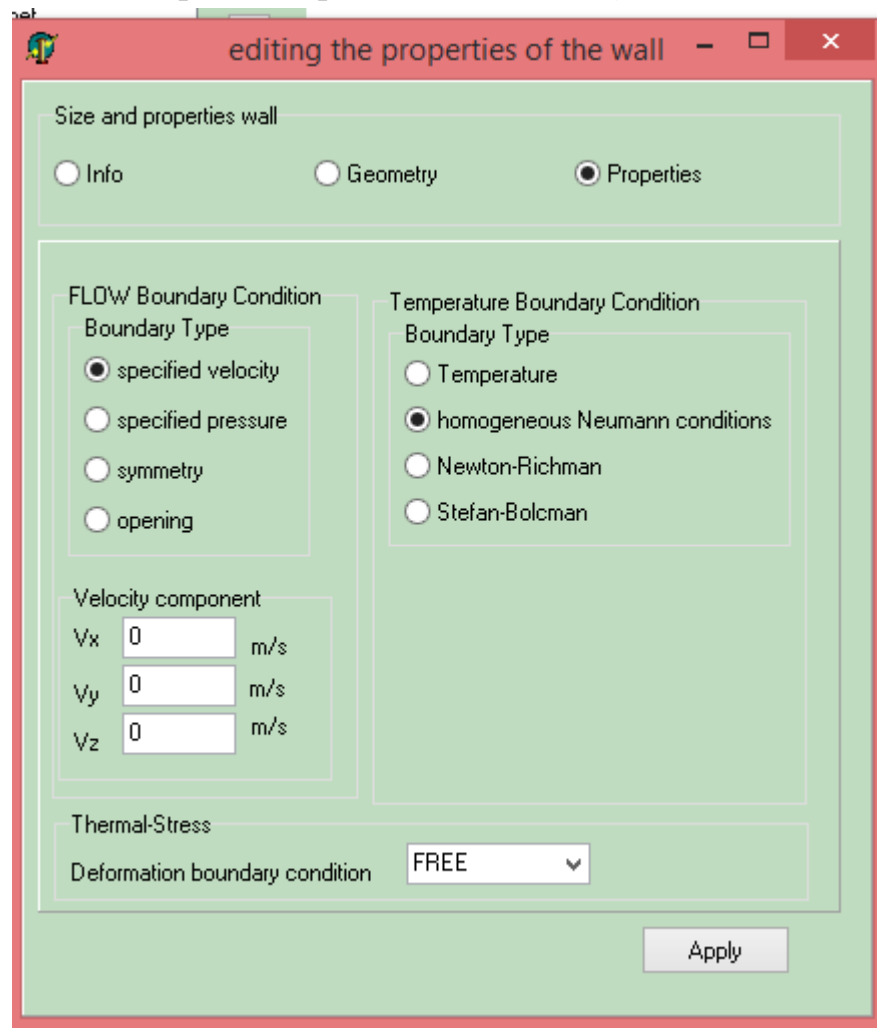 editing the properties of the wall
Size and properties wall
Info Geometry Properties
FLOW Boundary Condition
Boundary Type
specified velocity
specified pressure
symmetry
opening
Velocity component
Vx 0 m/s
Vy 0 m/s
Vz 0 m/s
Temperature Boundary Condition
Boundary Type
Temperature
homogeneous Neumann conditions
Newton-Richman
Stefan-Bolcman
Thermal-Stress
Deformation boundary condition FREE
Apply